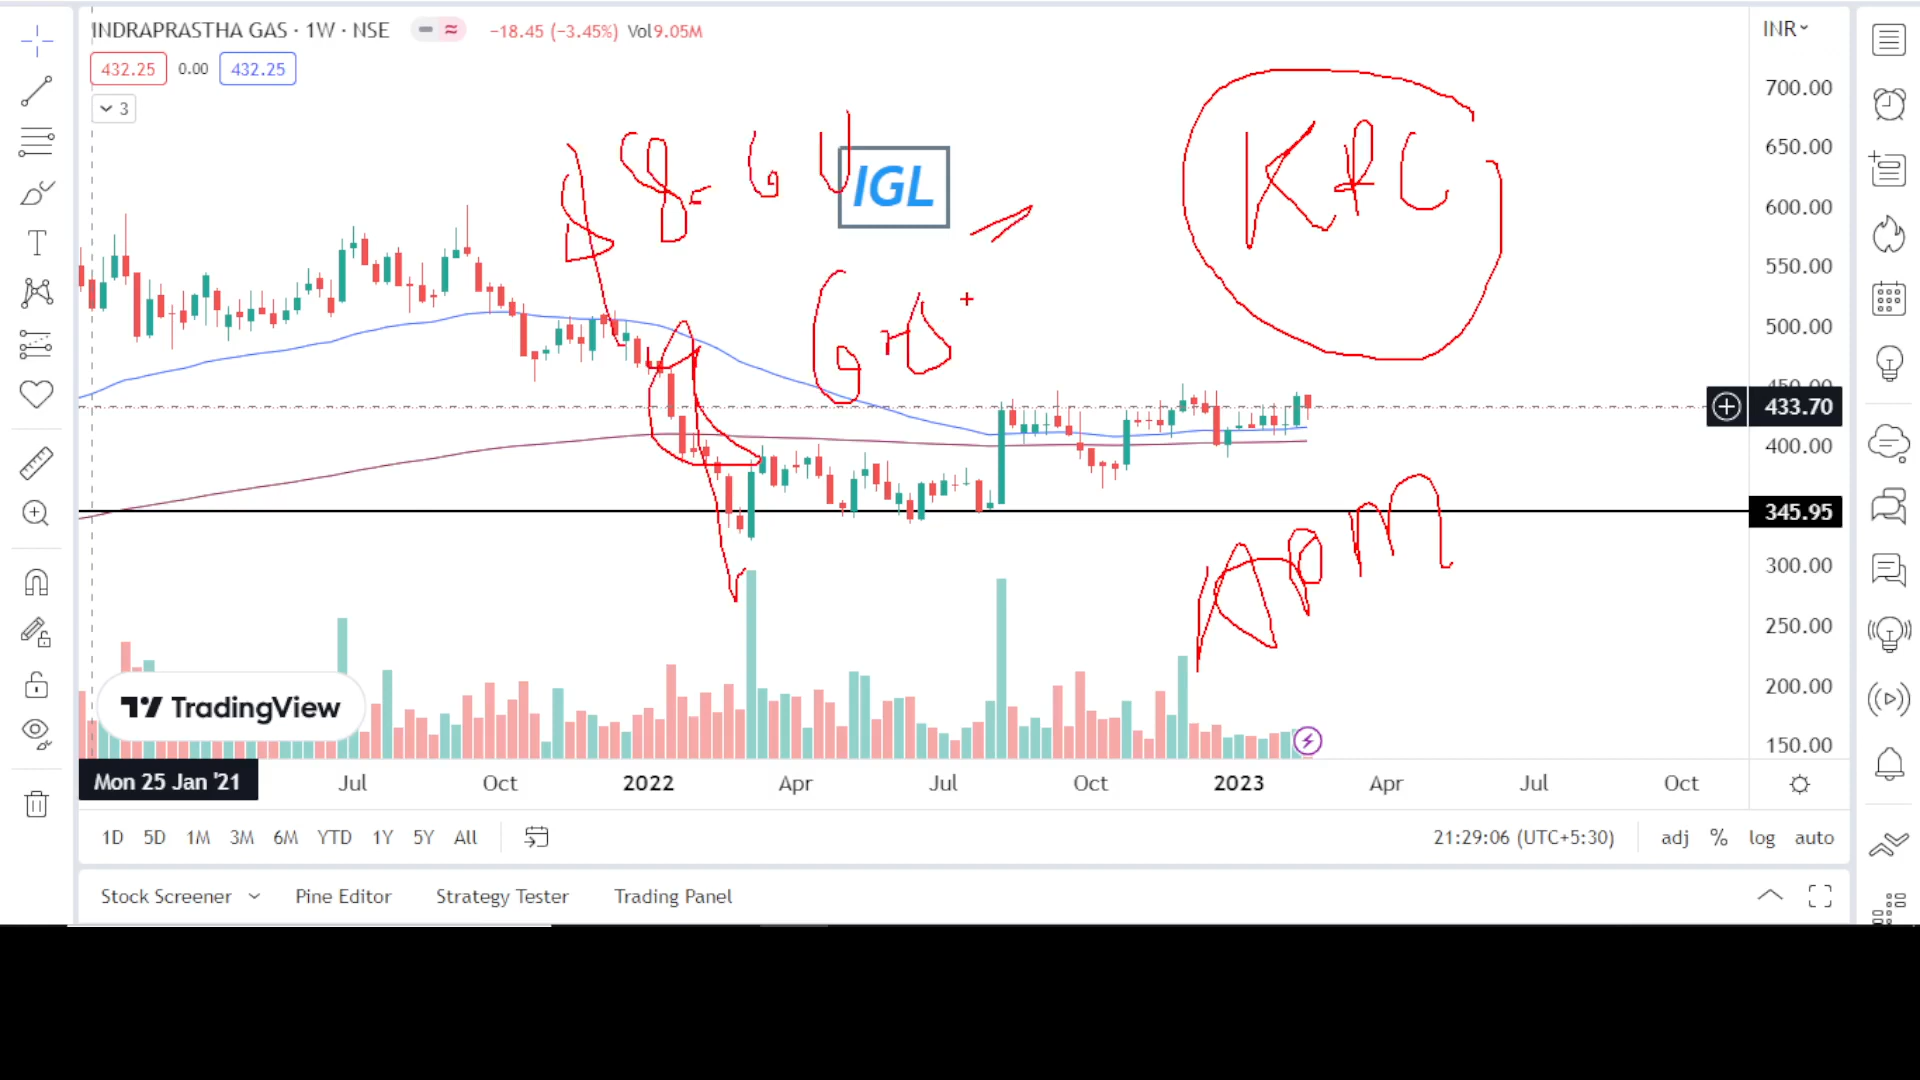 INDRAPRASTHA GAS · 1W · NSE −18.45 (−3.45%) Vol9.05M INR
432.25 0.00 432.25
3
700.00
650.00
IGL
KPC
600.00
550.00
500.00
450.00
433.70
400.00
345.95
300.00
250.00
200.00
TradingView
150.00
Mon 25 Jan '21 Jul Oct 2022 Apr Jul Oct 2023 Apr Jul Oct
1D 5D 1M 3M 6M YTD 1Y 5Y All 21:29:06 (UTC+5:30) adj % log auto
Stock Screener Pine Editor Strategy Tester Trading Panel